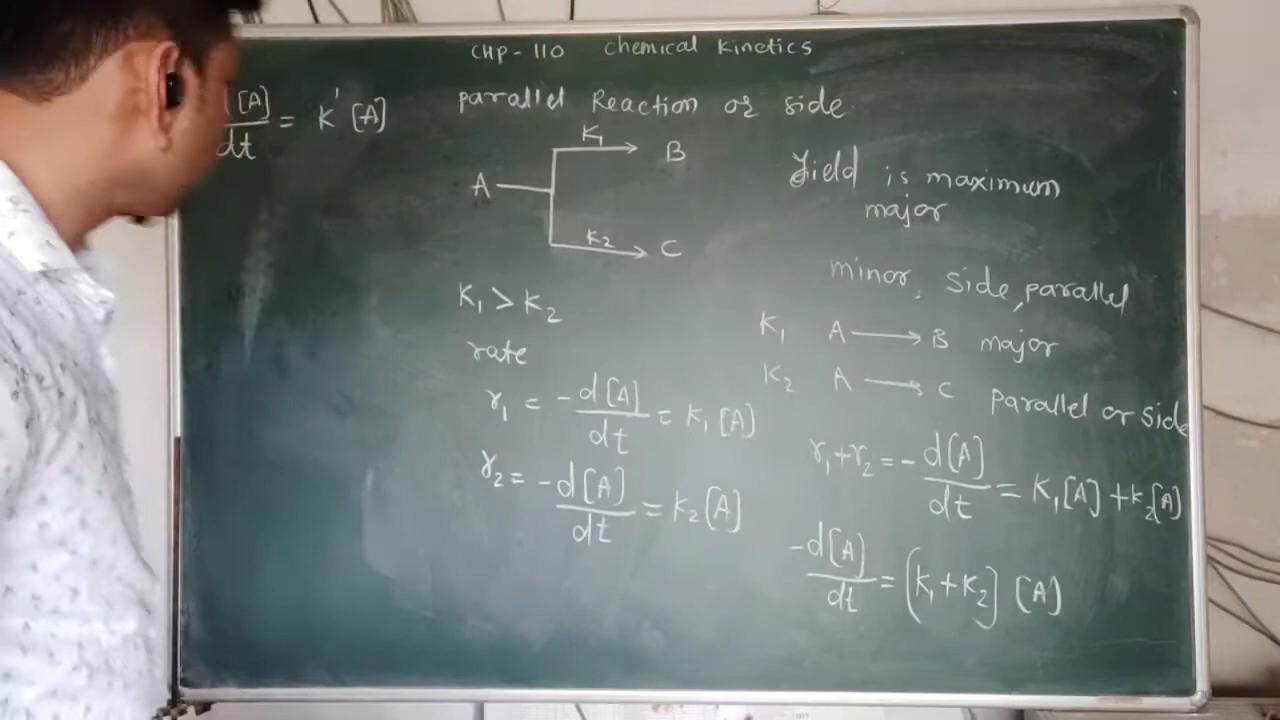 CHP-110 chemical kinetics
[A]/dt = K' [A]
parallel Reaction or side
K₁
A B
K₂ C
K₁ > K₂
rate
r₁ = -d[A]/dt = K₁[A]
r₂ = -d[A]/dt = K₂[A]
Yield is maximum
major
minor, side, parallel
K₁ A ⟶ B major
K₂ A ⟶ C parallel or side
r₁+r₂ = -d[A]/dt = K₁[A] + K₂[A]
-d[A]/dt = (K₁+K₂] [A]